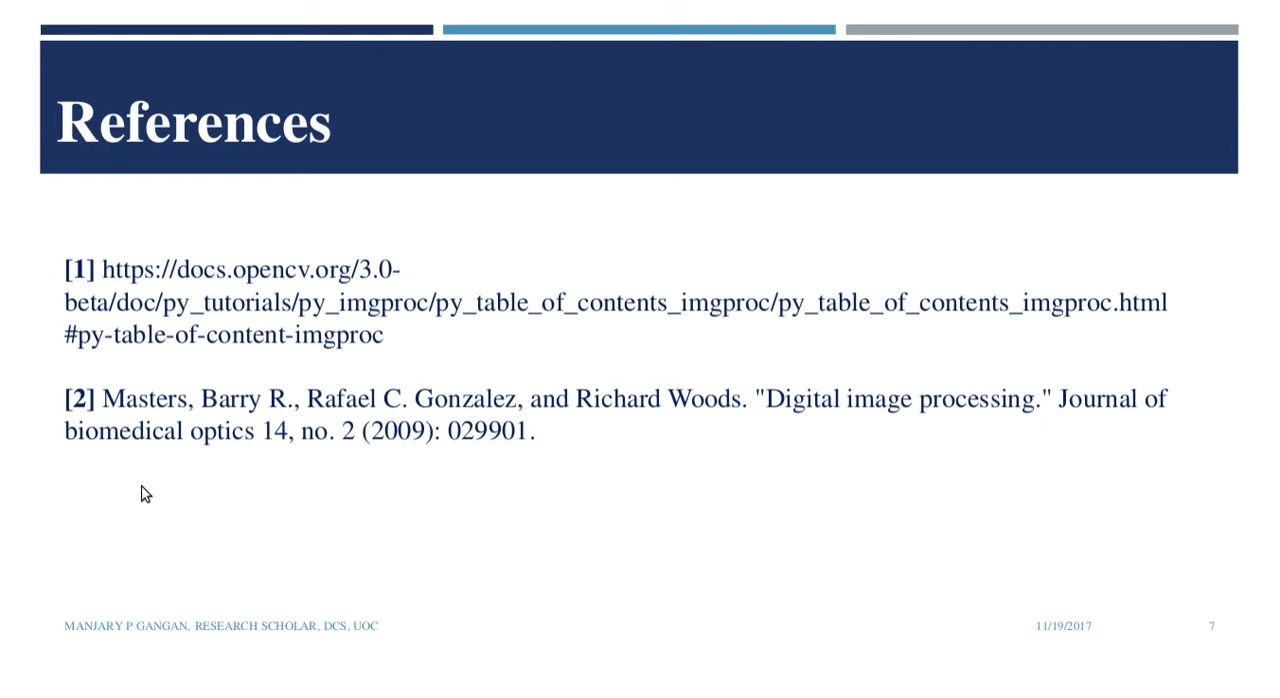 References
[1] https://docs.opencv.org/3.0-
beta/doc/py_tutorials/py_imgproc/py_table_of_contents_imgproc/py_table_of_contents_imgproc.html
#py-table-of-content-imgproc
[2] Masters, Barry R., Rafael C. Gonzalez, and Richard Woods. "Digital image processing." Journal of
biomedical optics 14, no. 2 (2009): 029901.
MANJARY P GANGAN, RESEARCH SCHOLAR, DCS, UOC 11/19/2017 7